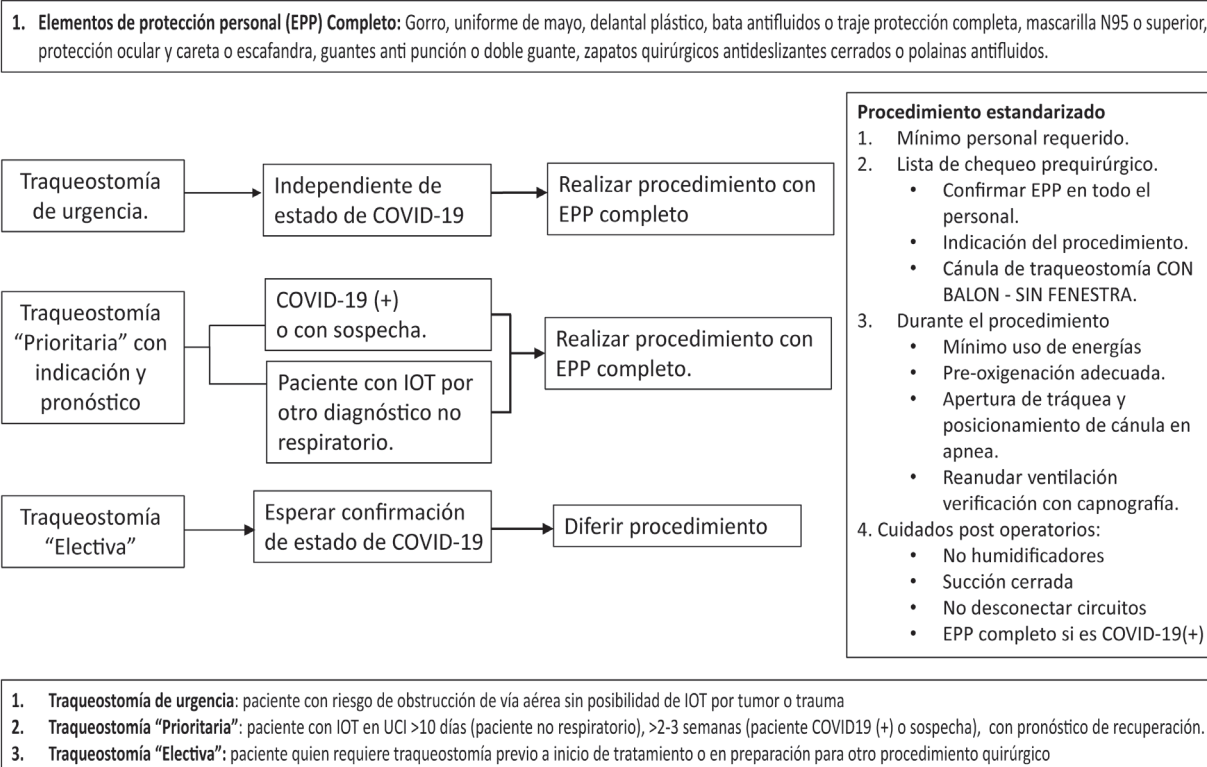 1. Elementos de protección personal (EPP) Completo: Gorro, uniforme de mayo, delantal plástico, bata antifluidos o traje protección completa, mascarilla N95 o superior,
protección ocular y careta o escafandra, guantes anti punción o doble guante, zapatos quirúrgicos antideslizantes cerrados o polainas antifluidos.
Traqueostomía
de urgencia.
Independiente de
estado de COVID-19
Realizar procedimiento con
EPP completo
Traqueostomía
“Prioritaria” con
indicación y
pronóstico
COVID-19 (+)
o con sospecha.
Paciente con IOT por
otro diagnóstico no
respiratorio.
Realizar procedimiento con
EPP completo.
Traqueostomía
“Electiva”
Esperar confirmación
de estado de COVID-19
Diferir procedimiento
Procedimiento estandarizado
1. Mínimo personal requerido.
2. Lista de chequeo prequirúrgico.
• Confirmar EPP en todo el
personal.
• Indicación del procedimiento.
• Cánula de traqueostomía CON
BALON - SIN FENESTRA.
3. Durante el procedimiento
• Mínimo uso de energías
• Pre-oxigenación adecuada.
• Apertura de tráquea y
posicionamiento de cánula en
apnea.
• Reanudar ventilación
verificación con capnografía.
4. Cuidados post operatorios:
• No humidificadores
• Succión cerrada
• No desconectar circuitos
• EPP completo si es COVID-19(+)
1. Traqueostomía de urgencia: paciente con riesgo de obstrucción de vía aérea sin posibilidad de IOT por tumor o trauma
2. Traqueostomía “Prioritaria”: paciente con IOT en UCI >10 días (paciente no respiratorio), >2-3 semanas (paciente COVID19 (+) o sospecha), con pronóstico de recuperación.
3. Traqueostomía “Electiva”: paciente quien requiere traqueostomía previo a inicio de tratamiento o en preparación para otro procedimiento quirúrgico